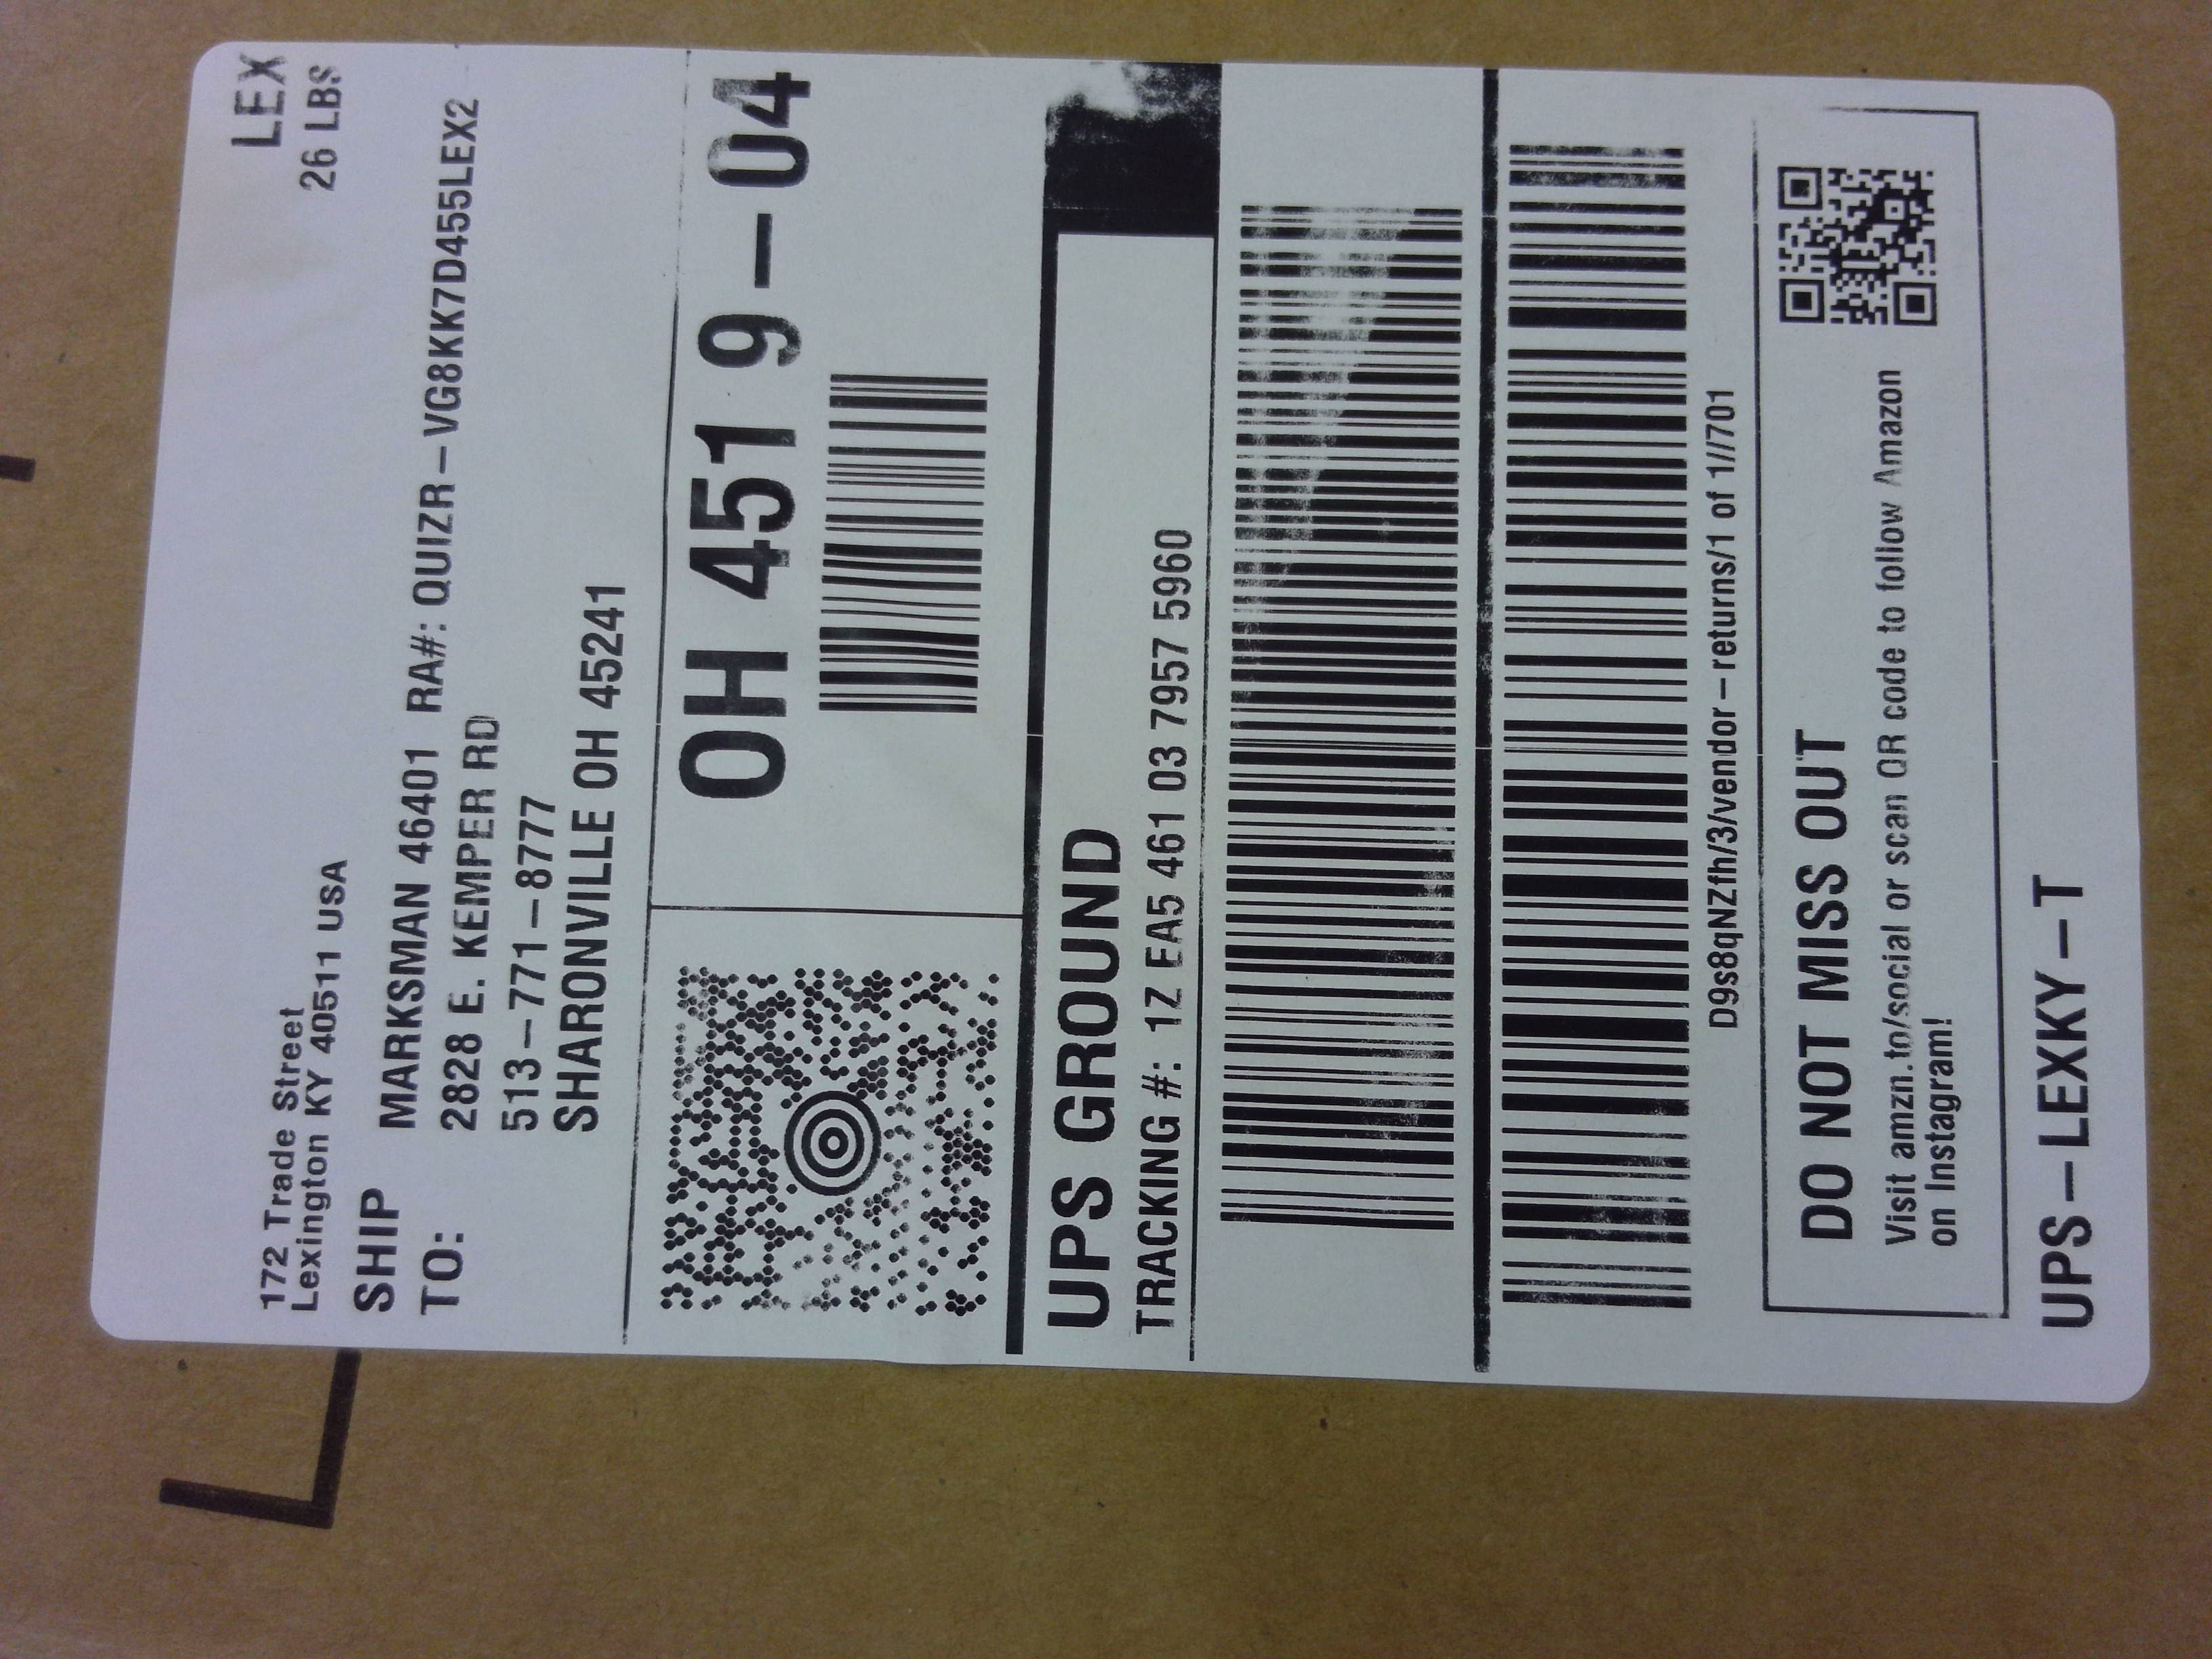 LEX
26 LBS
172 Trade Street
Lexington KY 40511 USA
SHIP
TO:
MARKSMAN 46401 RA#: QUIZR-VG8KK7D455LEX2
2828 E. KEMPER RD
513-771-8777
SHARONVILLE OH 45241
OH 451 9-04
UPS GROUND
TRACKING #: 1Z EA5 461 03 7957 5960
D9s8qNZfh/3/vendor-returns/1 of 1//701
DO NOT MISS OUT
Visit amzn.to/social or scan QR code to follow Amazon
on Instagram!
UPS-LEXKY-T